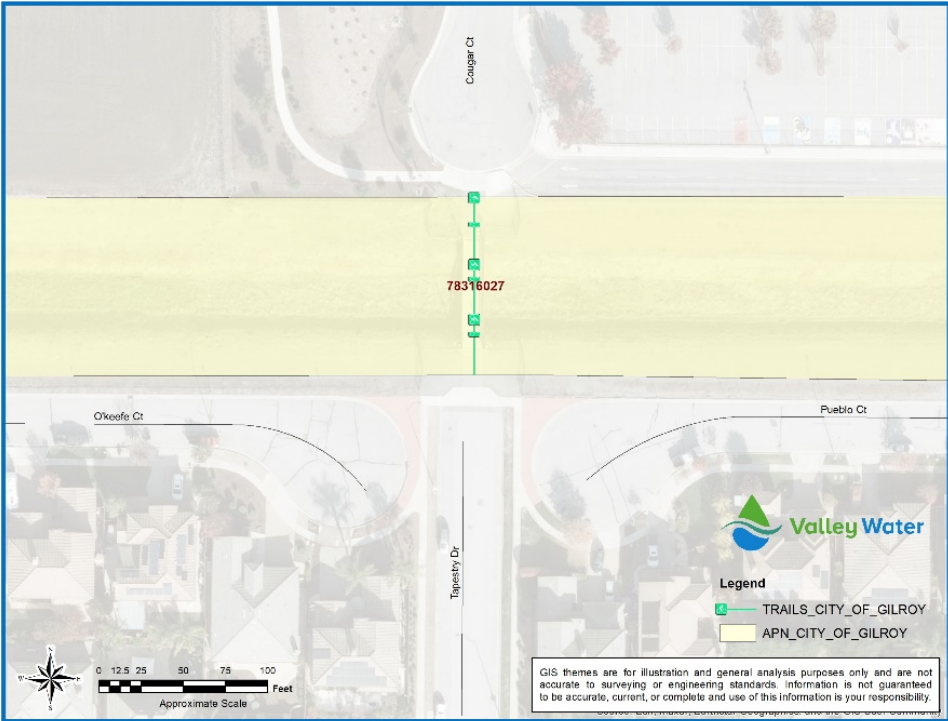 Cougar Ct
78316027
O'keefe Ct
Pueblo Ct
Tapestry Dr
Valley Water
Legend
TRAILS_CITY_OF_GILROY
APN_CITY_OF_GILROY
N
W E
S
0 12.5 25 50 75 100
Feet
Approximate Scale
GIS themes are for illustration and general analysis purposes only and are not
accurate to surveying or engineering standards. Information is not guaranteed
to be accurate, current, or complete and use of this information is your responsibility.